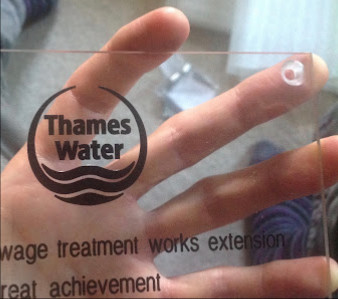 Thames
Water
wage treatment works extension
reat achievement